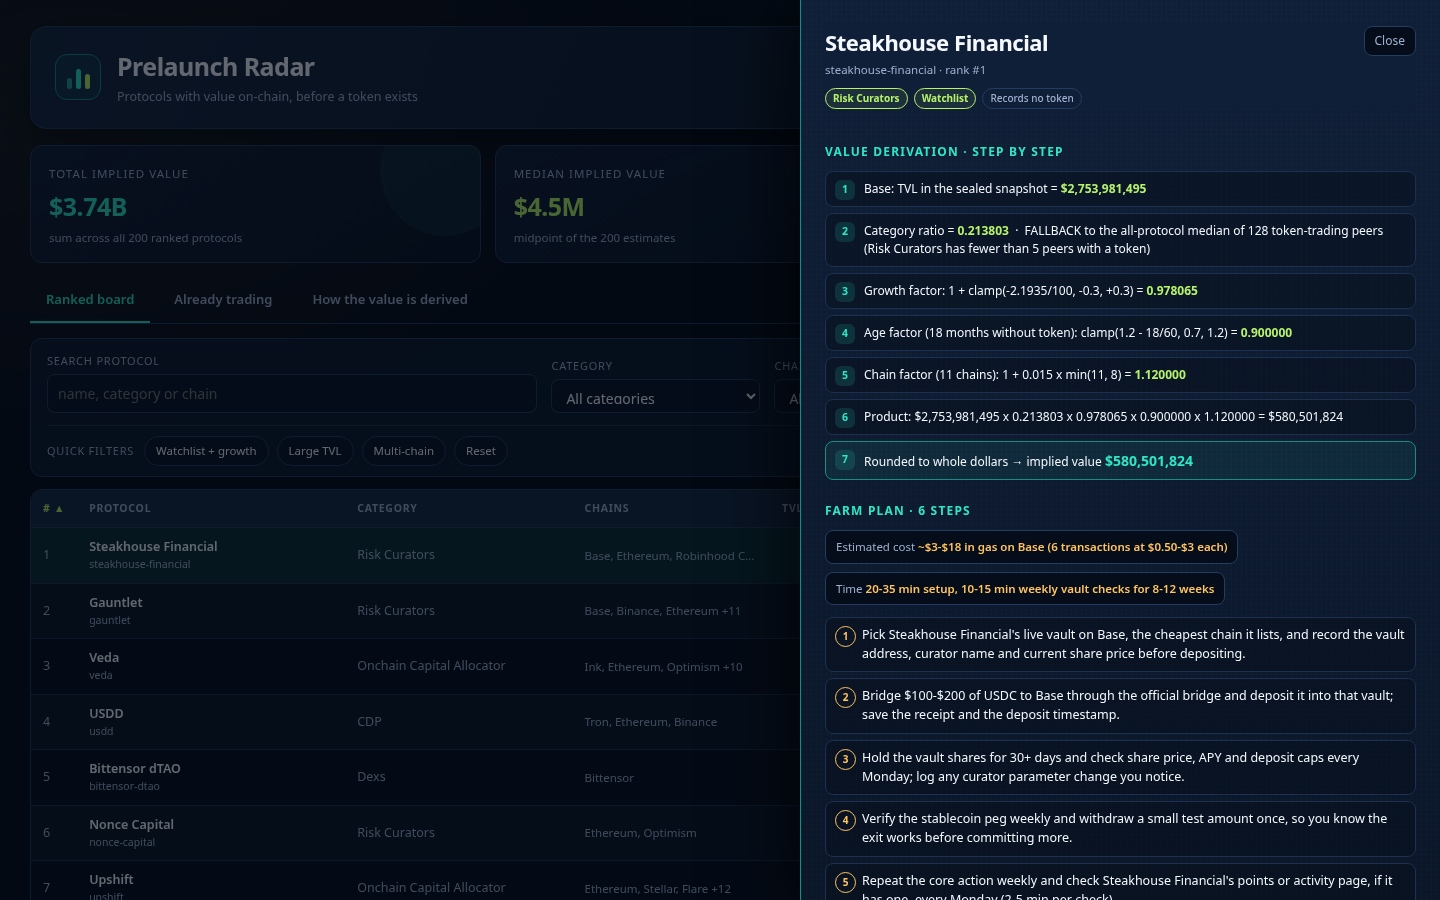 Prelaunch Radar
Protocols with value on-chain, before a token exists
TOTAL IMPLIED VALUE
$3.74B
sum across all 200 ranked protocols
MEDIAN IMPLIED VALUE
$4.5M
midpoint of the 200 estimates
Ranked board
Already trading
How the value is derived
SEARCH PROTOCOL
name, category or chain
CATEGORY
All categories
QUICK FILTERS
Watchlist + growth
Large TVL
Multi-chain
Reset
# ▲ PROTOCOL CATEGORY CHAINS
1 Steakhouse Financial Risk Curators Base, Ethereum, Robinhood C...
steakhouse-financial
2 Gauntlet Risk Curators Base, Binance, Ethereum +11
gauntlet
3 Veda Onchain Capital Allocator Ink, Ethereum, Optimism +10
veda
4 USDD CDP Tron, Ethereum, Binance
usdd
5 Bittensor dTAO Dexs Bittensor
bittensor-dtao
6 Nonce Capital Risk Curators Ethereum, Optimism
nonce-capital
7 Upshift Onchain Capital Allocator Ethereum, Stellar, Flare +12
upshift
Steakhouse Financial
Close
steakhouse-financial · rank #1
Risk Curators
Watchlist
Records no token
VALUE DERIVATION · STEP BY STEP
1 Base: TVL in the sealed snapshot = $2,753,981,495
2 Category ratio = 0.213803 · FALLBACK to the all-protocol median of 128 token-trading peers
(Risk Curators has fewer than 5 peers with a token)
3 Growth factor: 1 + clamp(-2.1935/100, -0.3, +0.3) = 0.978065
4 Age factor (18 months without token): clamp(1.2 - 18/60, 0.7, 1.2) = 0.900000
5 Chain factor (11 chains): 1 + 0.015 x min(11, 8) = 1.120000
6 Product: $2,753,981,495 x 0.213803 x 0.978065 x 0.900000 x 1.120000 = $580,501,824
7 Rounded to whole dollars → implied value $580,501,824
FARM PLAN · 6 STEPS
Estimated cost ~$3-$18 in gas on Base (6 transactions at $0.50-$3 each)
Time 20-35 min setup, 10-15 min weekly vault checks for 8-12 weeks
1 Pick Steakhouse Financial's live vault on Base, the cheapest chain it lists, and record the vault
address, curator name and current share price before depositing.
2 Bridge $100-$200 of USDC to Base through the official bridge and deposit it into that vault;
save the receipt and the deposit timestamp.
3 Hold the vault shares for 30+ days and check share price, APY and deposit caps every
Monday; log any curator parameter change you notice.
4 Verify the stablecoin peg weekly and withdraw a small test amount once, so you know the
exit works before committing more.
5 Repeat the core action weekly and check Steakhouse Financial's points or activity page, if it
has one, every Monday (2-5 min per check).